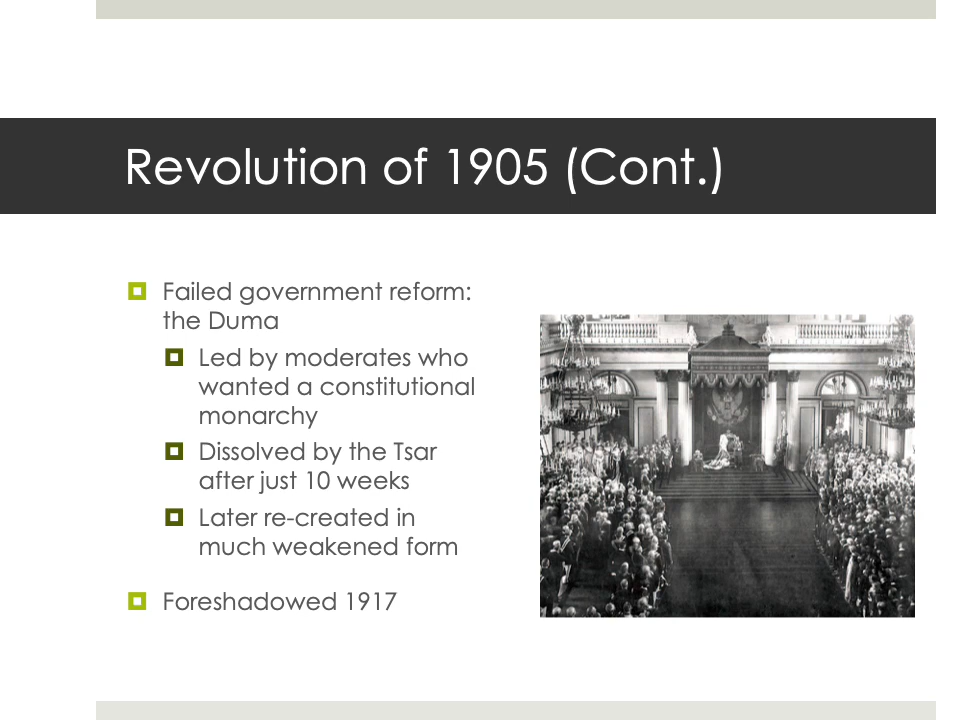 Revolution of 1905 (Cont.)
Failed government reform:
the Duma
Led by moderates who
wanted a constitutional
monarchy
Dissolved by the Tsar
after just 10 weeks
Later re-created in
much weakened form
Foreshadowed 1917